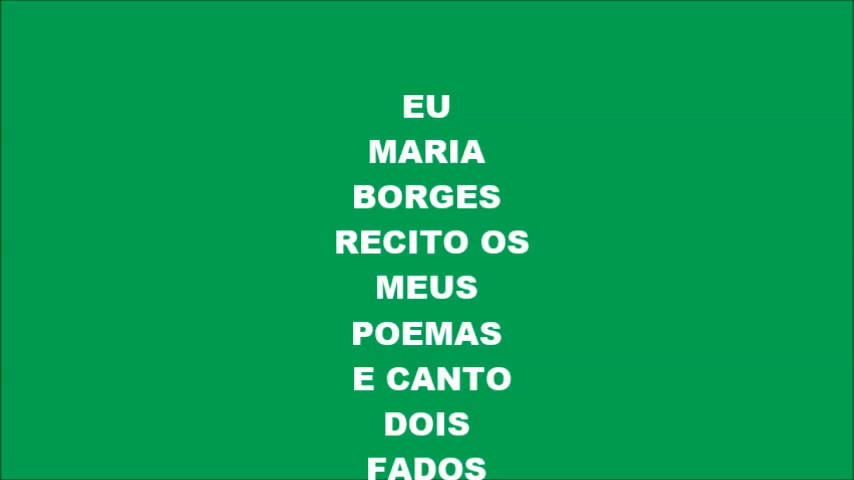 EU
MARIA
BORGES
RECITO OS
MEUS
POEMAS
E CANTO
DOIS
FADOS